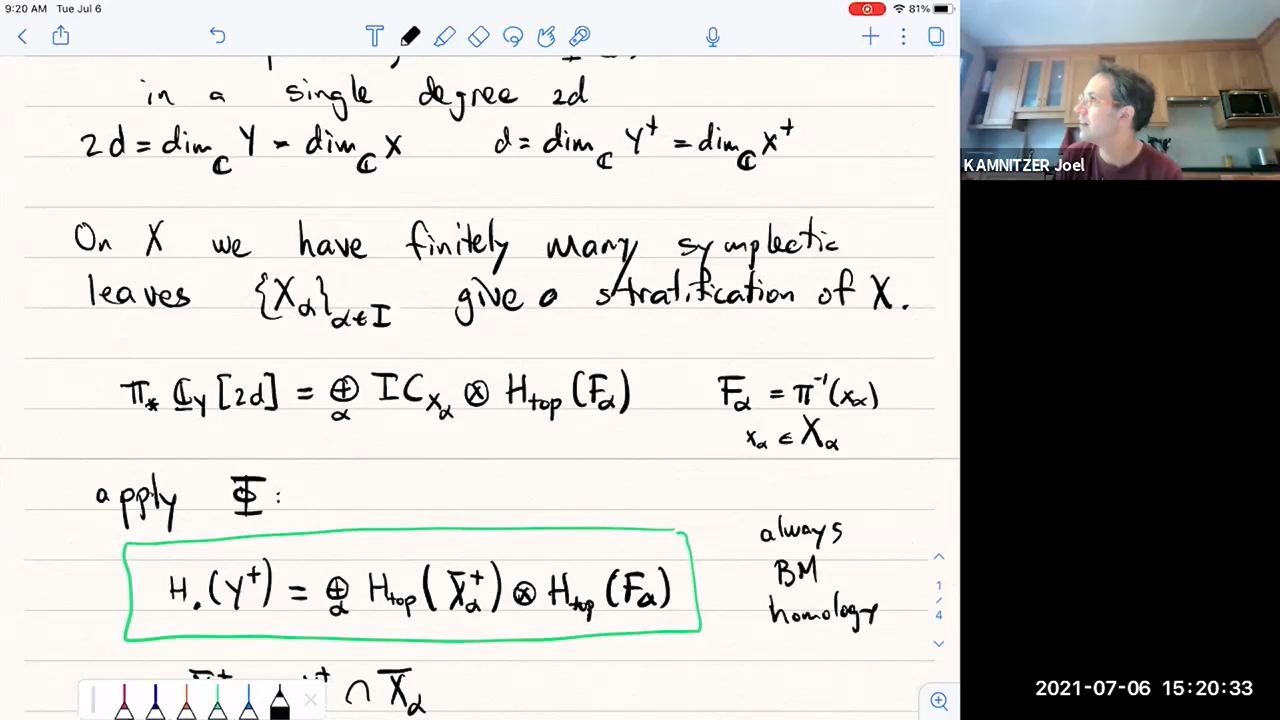 9:20 AM Tue Jul 6
81%
in a single degree 2d
2d = dim_ℂ Y = dim_ℂ X d = dim_ℂ Y⁺ = dim_ℂ X⁺
On X we have finitely many symplectic
leaves {X_α}_{α∈I} give a stratification of X.
π_* ℂ_Y [2d] = ⊕_α IC_{X_α} ⊗ H_top(F_α) F_α = π⁻¹(x_α)
x_α ∈ X_α
apply Φ:
always
H.(Y⁺) = ⊕_α H_top(X̄_α⁺) ⊗ H_top(F_α) BM
homology
∩ X̄_α
1/4
KAMNITZER Joel
2021-07-06 15:20:33